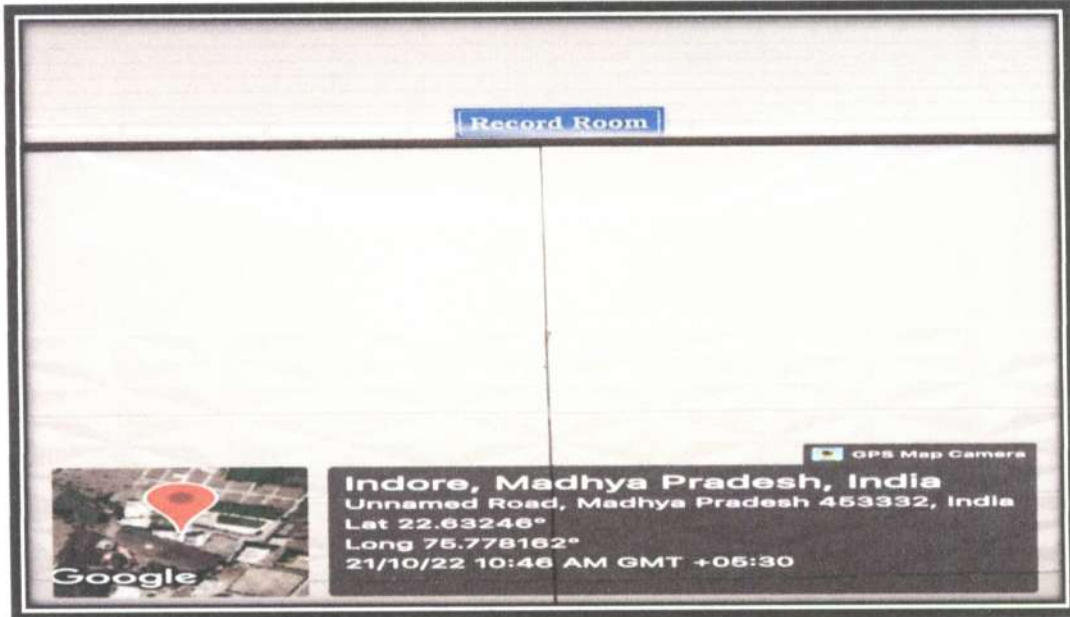 Record Room
GPS Map Camera
Indore, Madhya Pradesh, India
Unnamed Road, Madhya Pradesh 453332, India
Lat 22.63246°
Long 75.778162°
21/10/22 10:46 AM GMT +05:30
Google